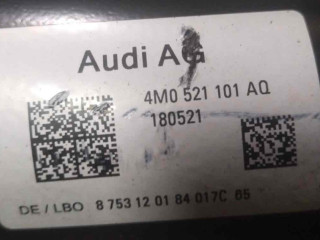 Audi AG
4M0 521 101 AQ
180521
DE / LBO 8 753 12 01 84 017C 65